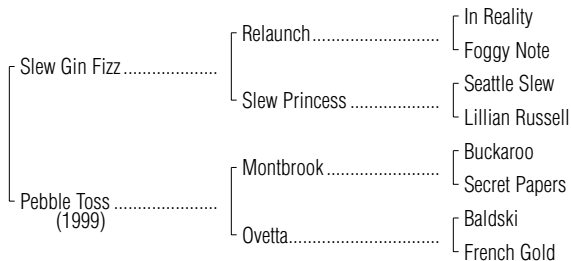 In Reality
Relaunch
Foggy Note
Slew Gin Fizz
Seattle Slew
Slew Princess
Lillian Russell
Buckaroo
Montbrook
Secret Papers
Pebble Toss
(1999)
Baldski
Ovetta
French Gold